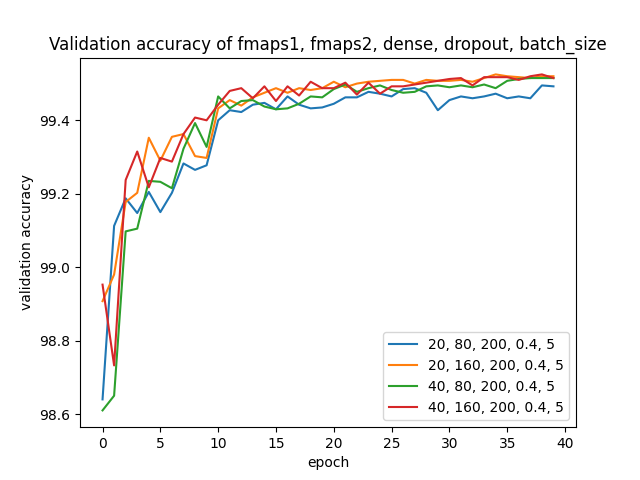 Validation accuracy of fmaps1, fmaps2, dense, dropout, batch_size
validation accuracy
99.4
99.2
99.0
98.8
98.6
20, 80, 200, 0.4, 5
20, 160, 200, 0.4, 5
40, 80, 200, 0.4, 5
40, 160, 200, 0.4, 5
0 5 10 15 20 25 30 35 40
epoch